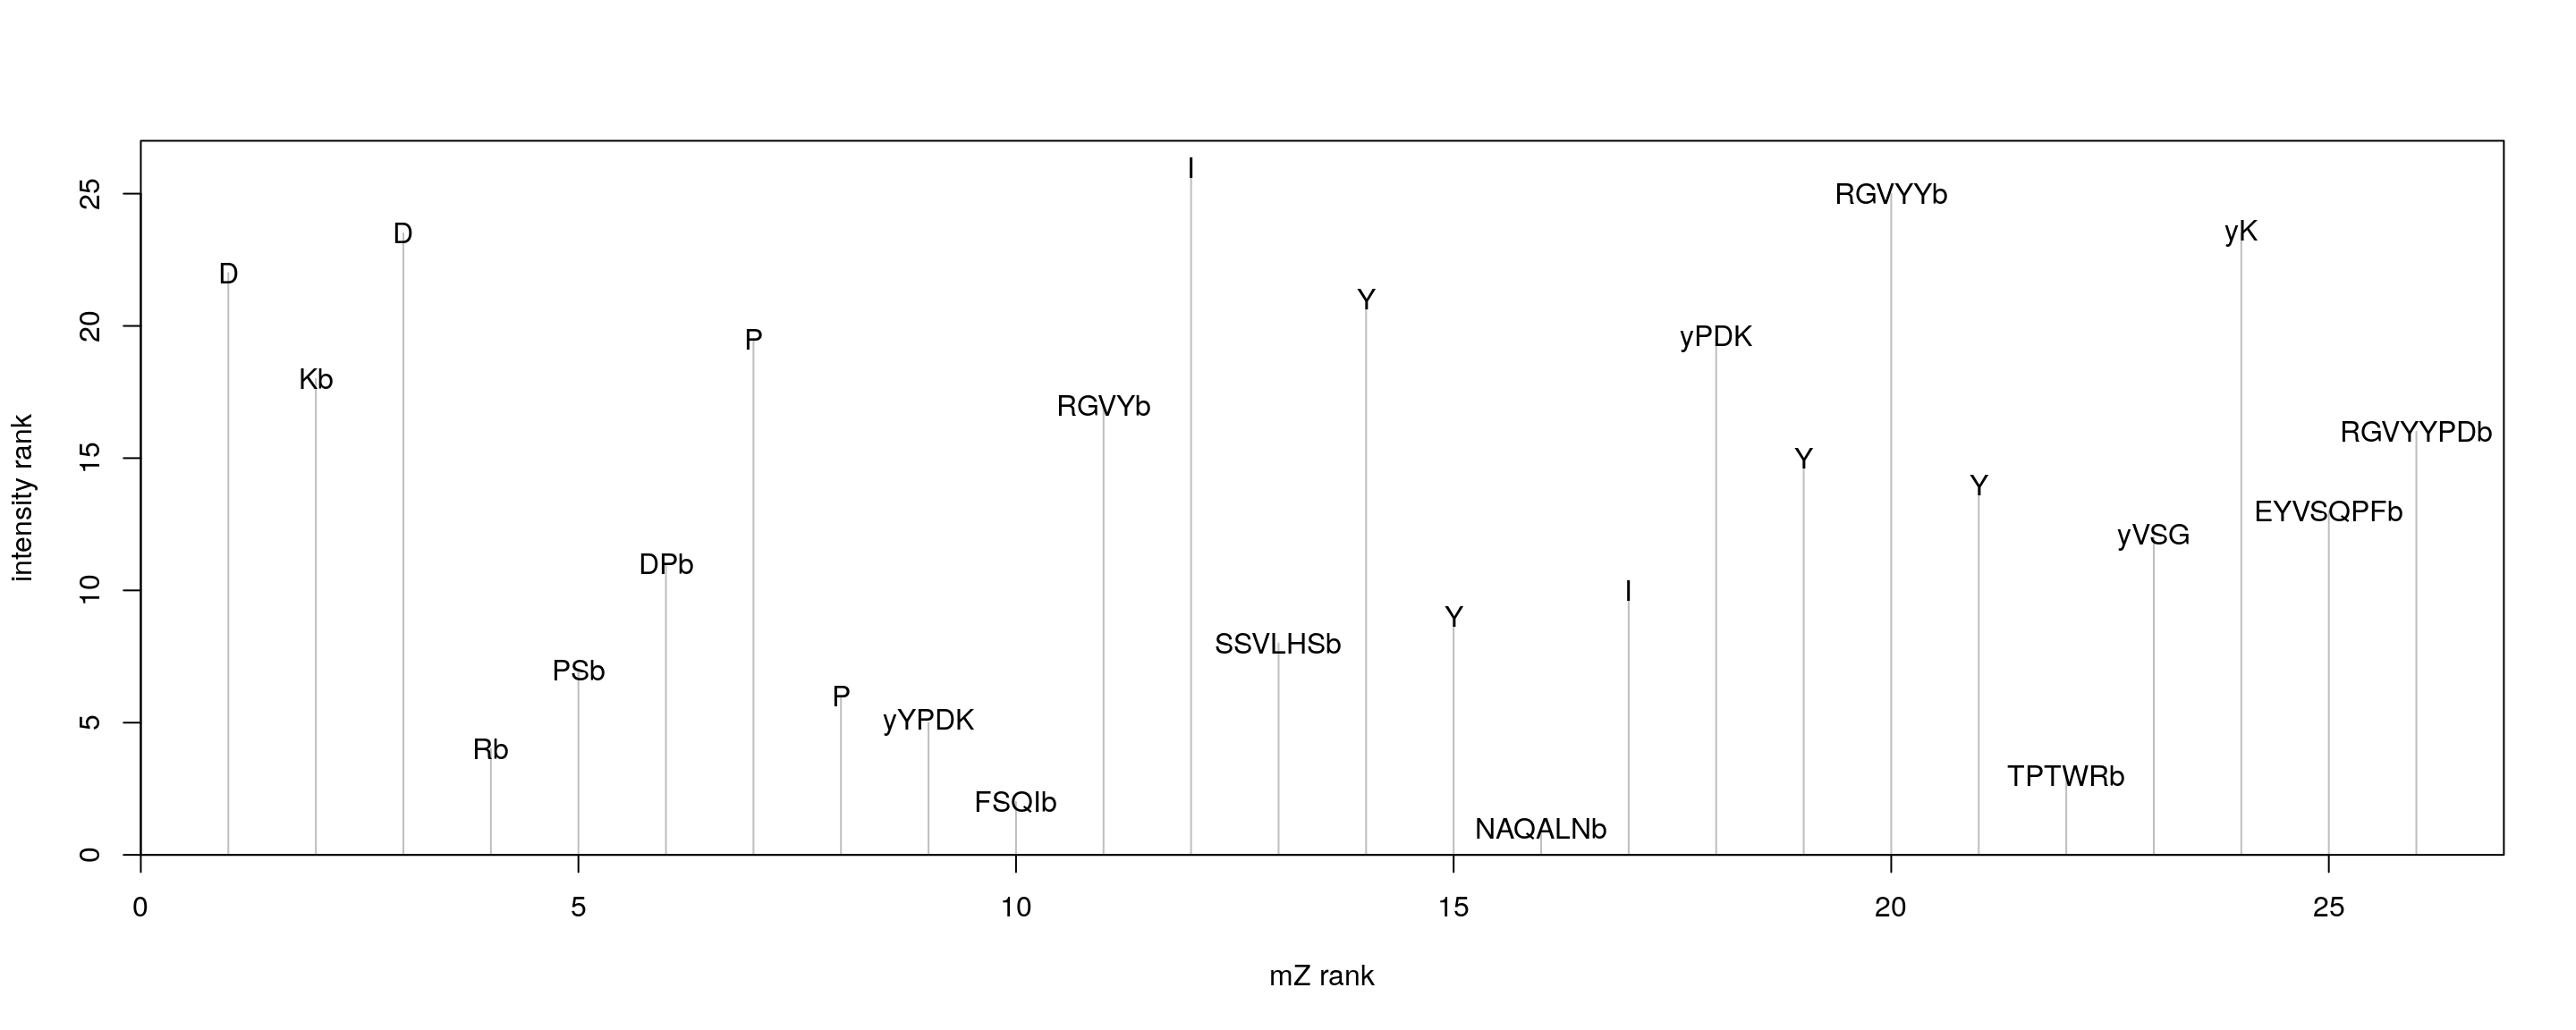 I
RGVYYb
25
D
yK
D
Y
20
P
yPDK
Kb
RGVYb
RGVYYPDb
15
Y
Y
EYVSQPFb
yVSG
DPb
10
I
Y
SSVLHSb
PSb
P
5
yYPDK
Rb
TPTWRb
FSQIb
NAQALNb
0
intensity rank
0 5 10 15 20 25
mZ rank